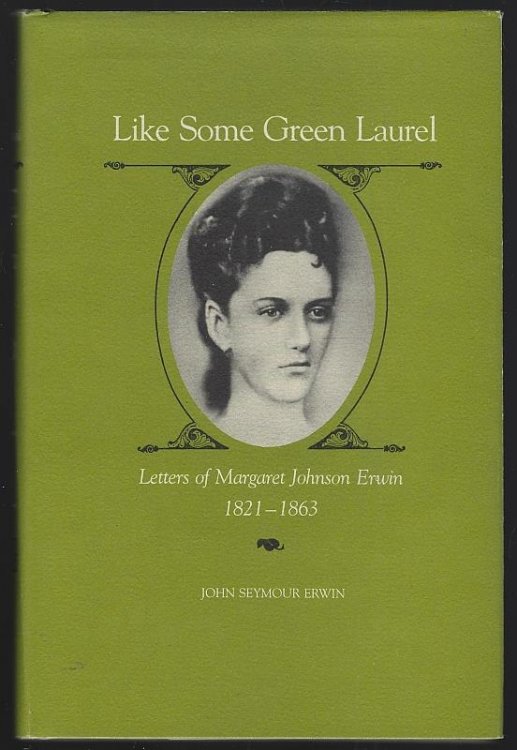 Like Some Green Laurel
Letters of Margaret Johnson Erwin
1821–1863
JOHN SEYMOUR ERWIN